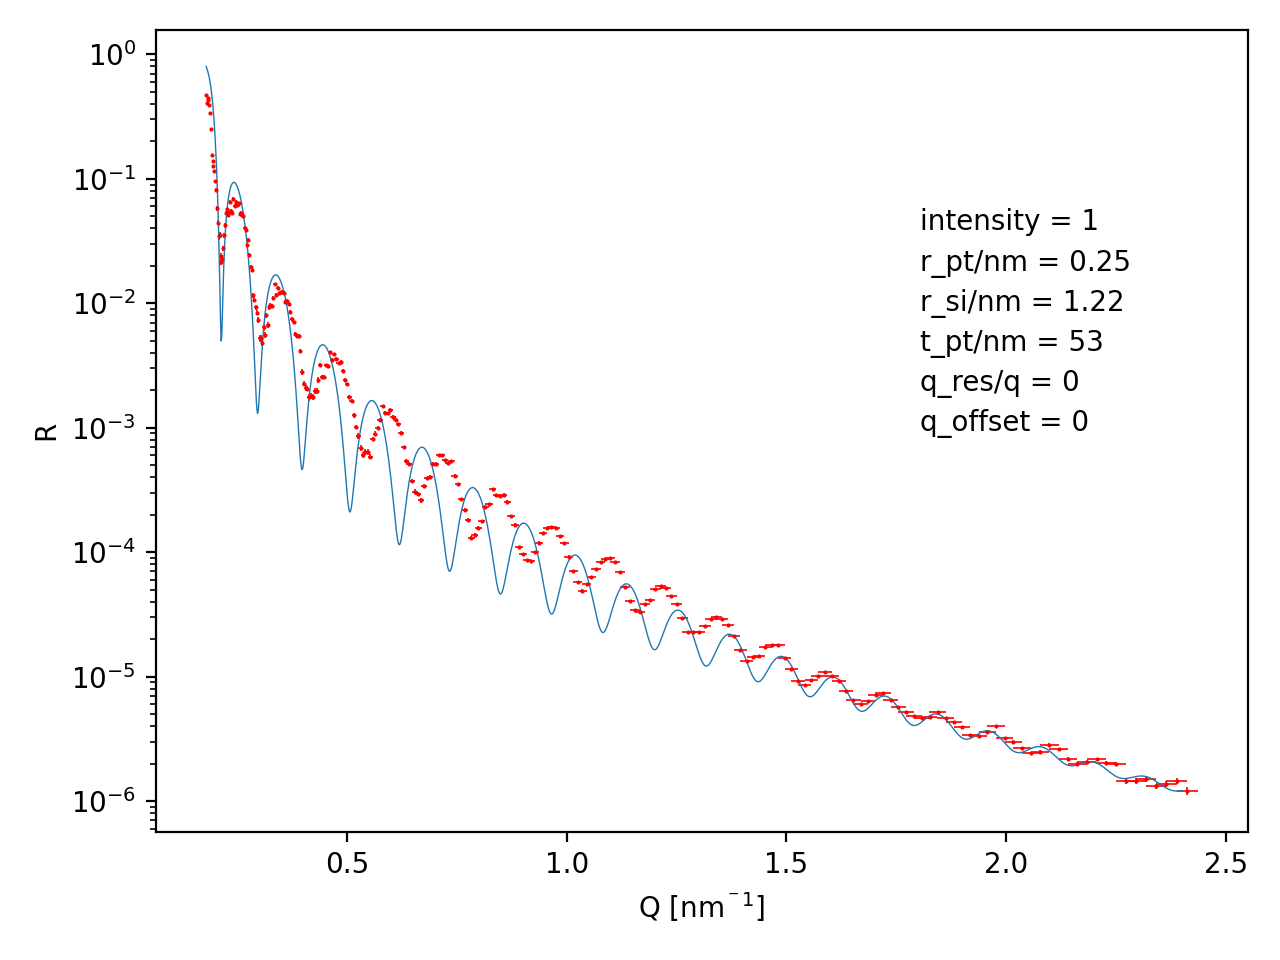 10⁰
10⁻¹
10⁻²
10⁻³
10⁻⁴
10⁻⁵
10⁻⁶
R
intensity = 1
r_pt/nm = 0.25
r_si/nm = 1.22
t_pt/nm = 53
q_res/q = 0
q_offset = 0
0.5 1.0 1.5 2.0 2.5
Q [nm⁻¹]